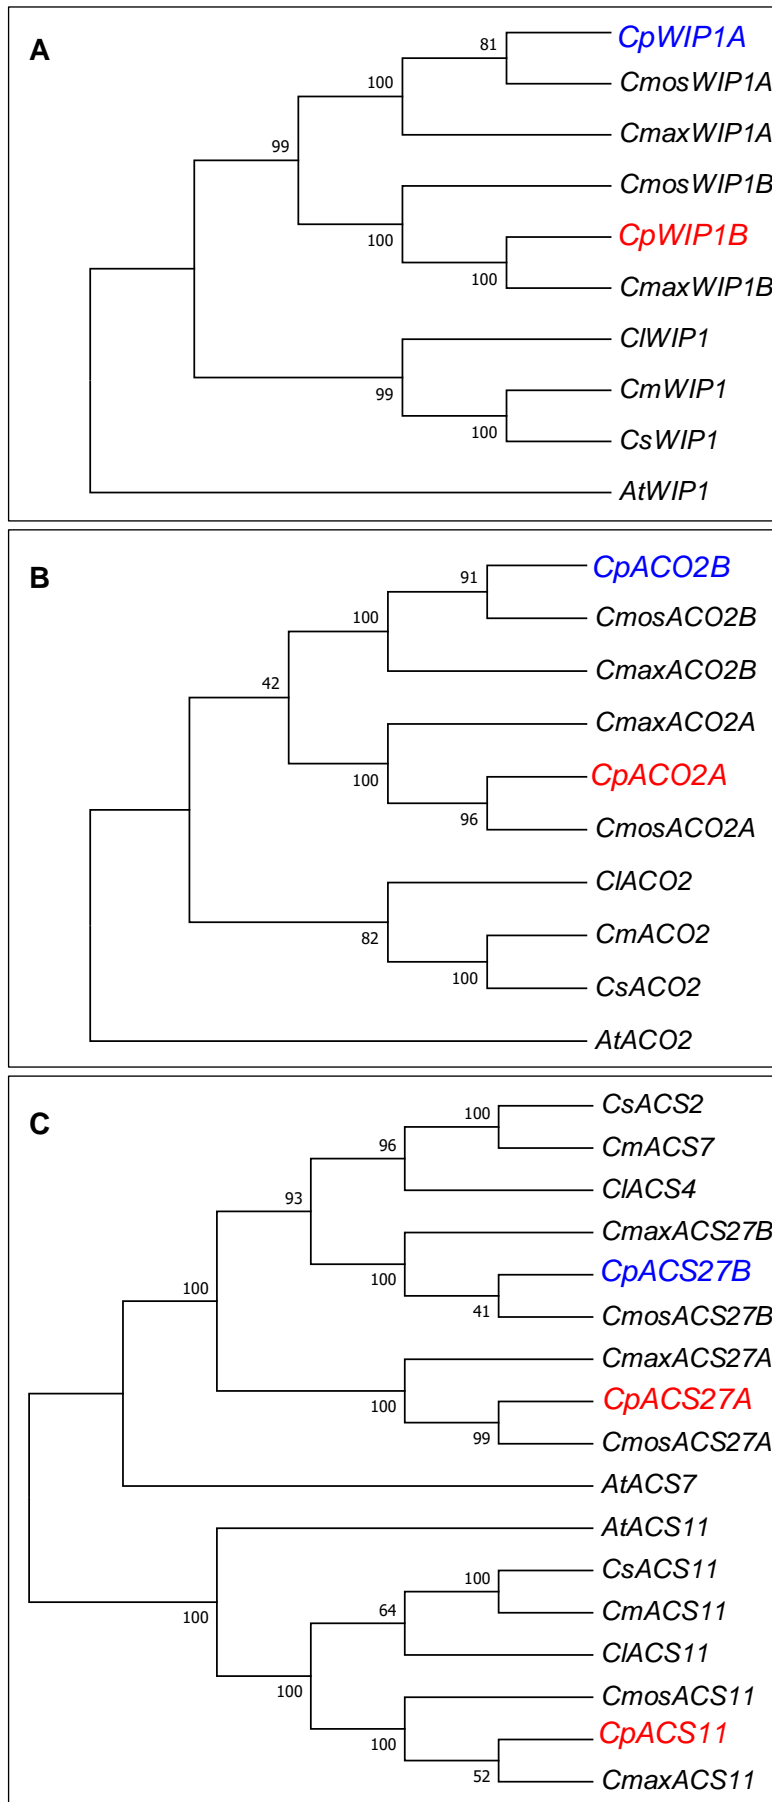 A
CpWIP1A
81
CmosWIP1A
100
CmaxWIP1A
99
CmosWIP1B
CpWIP1B
100
CmaxWIP1B
100
ClWIP1
CmWIP1
99
CsWIP1
100
AtWIP1
B
CpACO2B
91
CmosACO2B
100
CmaxACO2B
42
CmaxACO2A
CpACO2A
100
CmosACO2A
96
ClACO2
CmACO2
82
CsACO2
100
AtACO2
C
CsACS2
100
CmACS7
96
ClACS4
93
CmaxACS27B
CpACS27B
100
100
CmosACS27B
41
CmaxACS27A
CpACS27A
100
CmosACS27A
99
AtACS7
AtACS11
CsACS11
100
100
CmACS11
64
ClACS11
100
CmosACS11
CpACS11
100
CmaxACS11
52